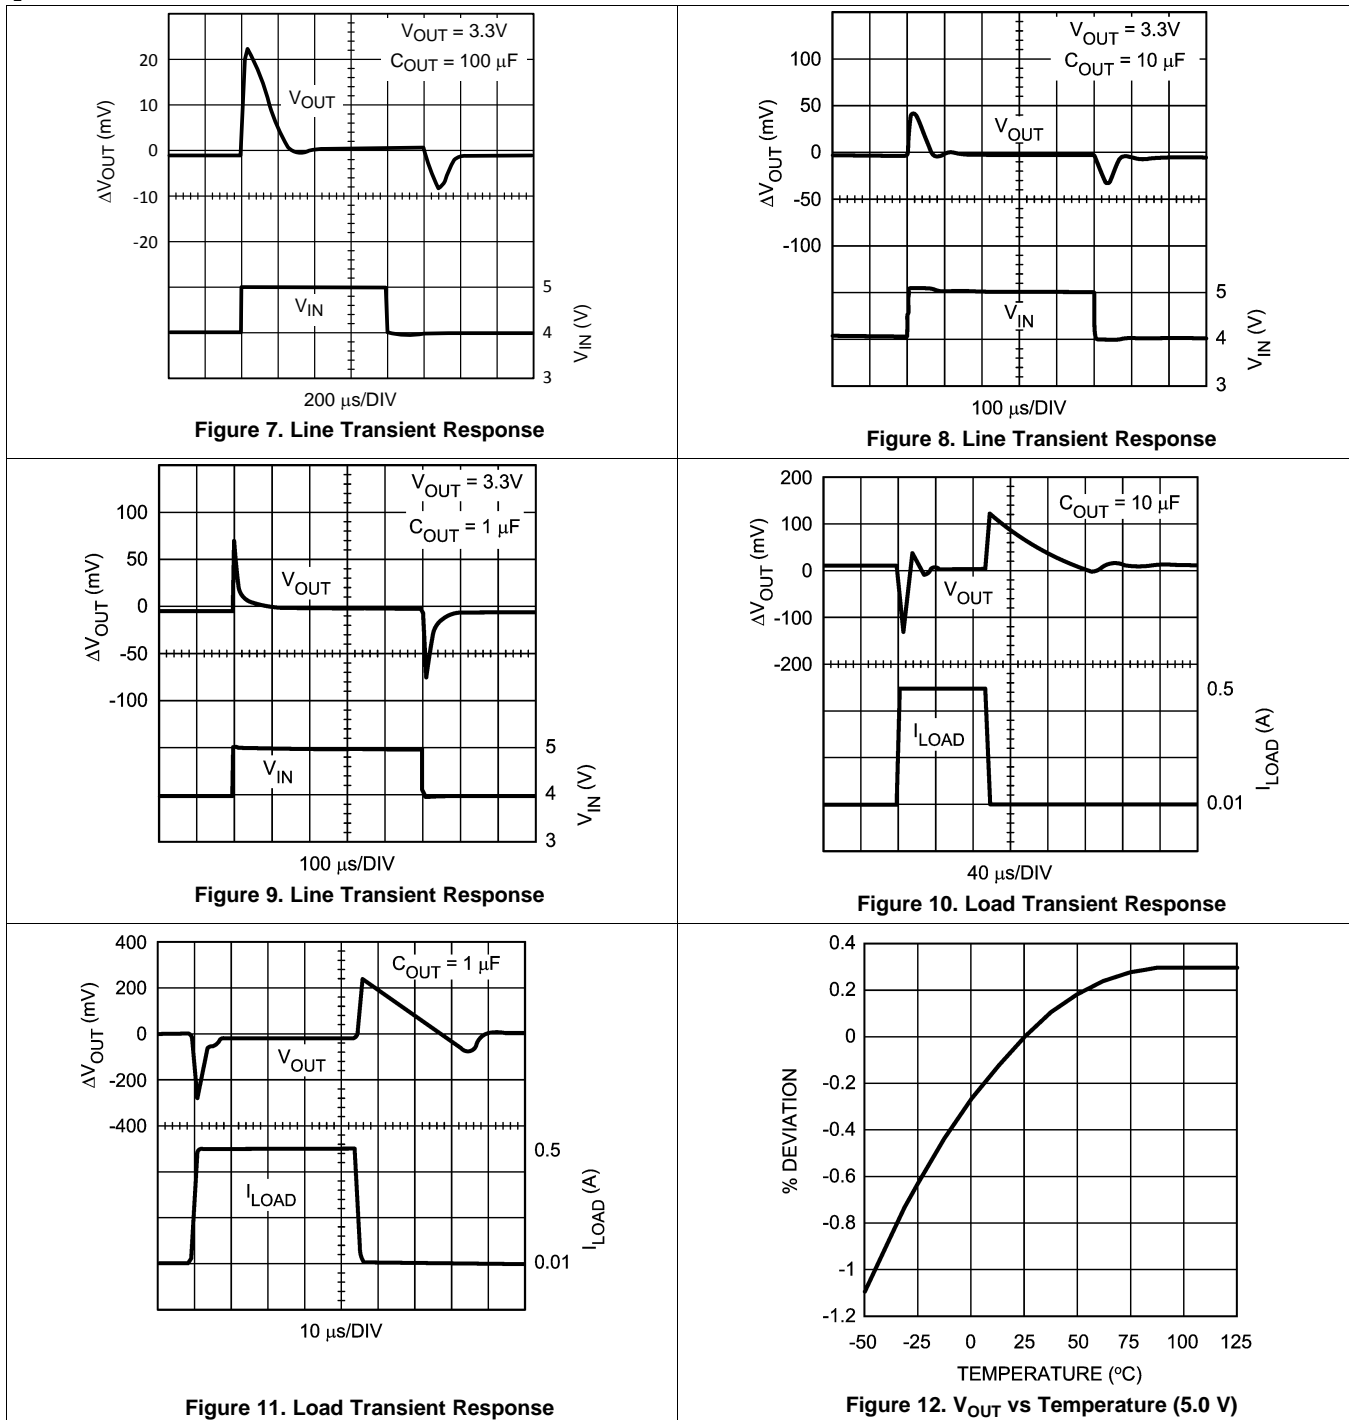 V_OUT = 3.3V
C_OUT = 100 μF
20
10
0
-10
-20
ΔV_OUT (mV)
V_OUT
V_IN
5
4
3
V_IN (V)
200 μs/DIV
Figure 7. Line Transient Response
V_OUT = 3.3V
C_OUT = 10 μF
100
50
0
-50
-100
ΔV_OUT (mV)
V_OUT
V_IN
5
4
3
V_IN (V)
100 μs/DIV
Figure 8. Line Transient Response
V_OUT = 3.3V
C_OUT = 1 μF
100
50
0
-50
-100
ΔV_OUT (mV)
V_OUT
V_IN
5
4
3
V_IN (V)
100 μs/DIV
Figure 9. Line Transient Response
C_OUT = 10 μF
200
100
0
-100
-200
ΔV_OUT (mV)
V_OUT
I_LOAD
0.5
0.01
I_LOAD (A)
40 μs/DIV
Figure 10. Load Transient Response
C_OUT = 1 μF
400
200
0
-200
-400
ΔV_OUT (mV)
V_OUT
I_LOAD
0.5
0.01
I_LOAD (A)
10 μs/DIV
Figure 11. Load Transient Response
0.4
0.2
0
-0.2
-0.4
-0.6
-0.8
-1
-1.2
% DEVIATION
-50 -25 0 25 50 75 100 125
TEMPERATURE (ºC)
Figure 12. V_OUT vs Temperature (5.0 V)